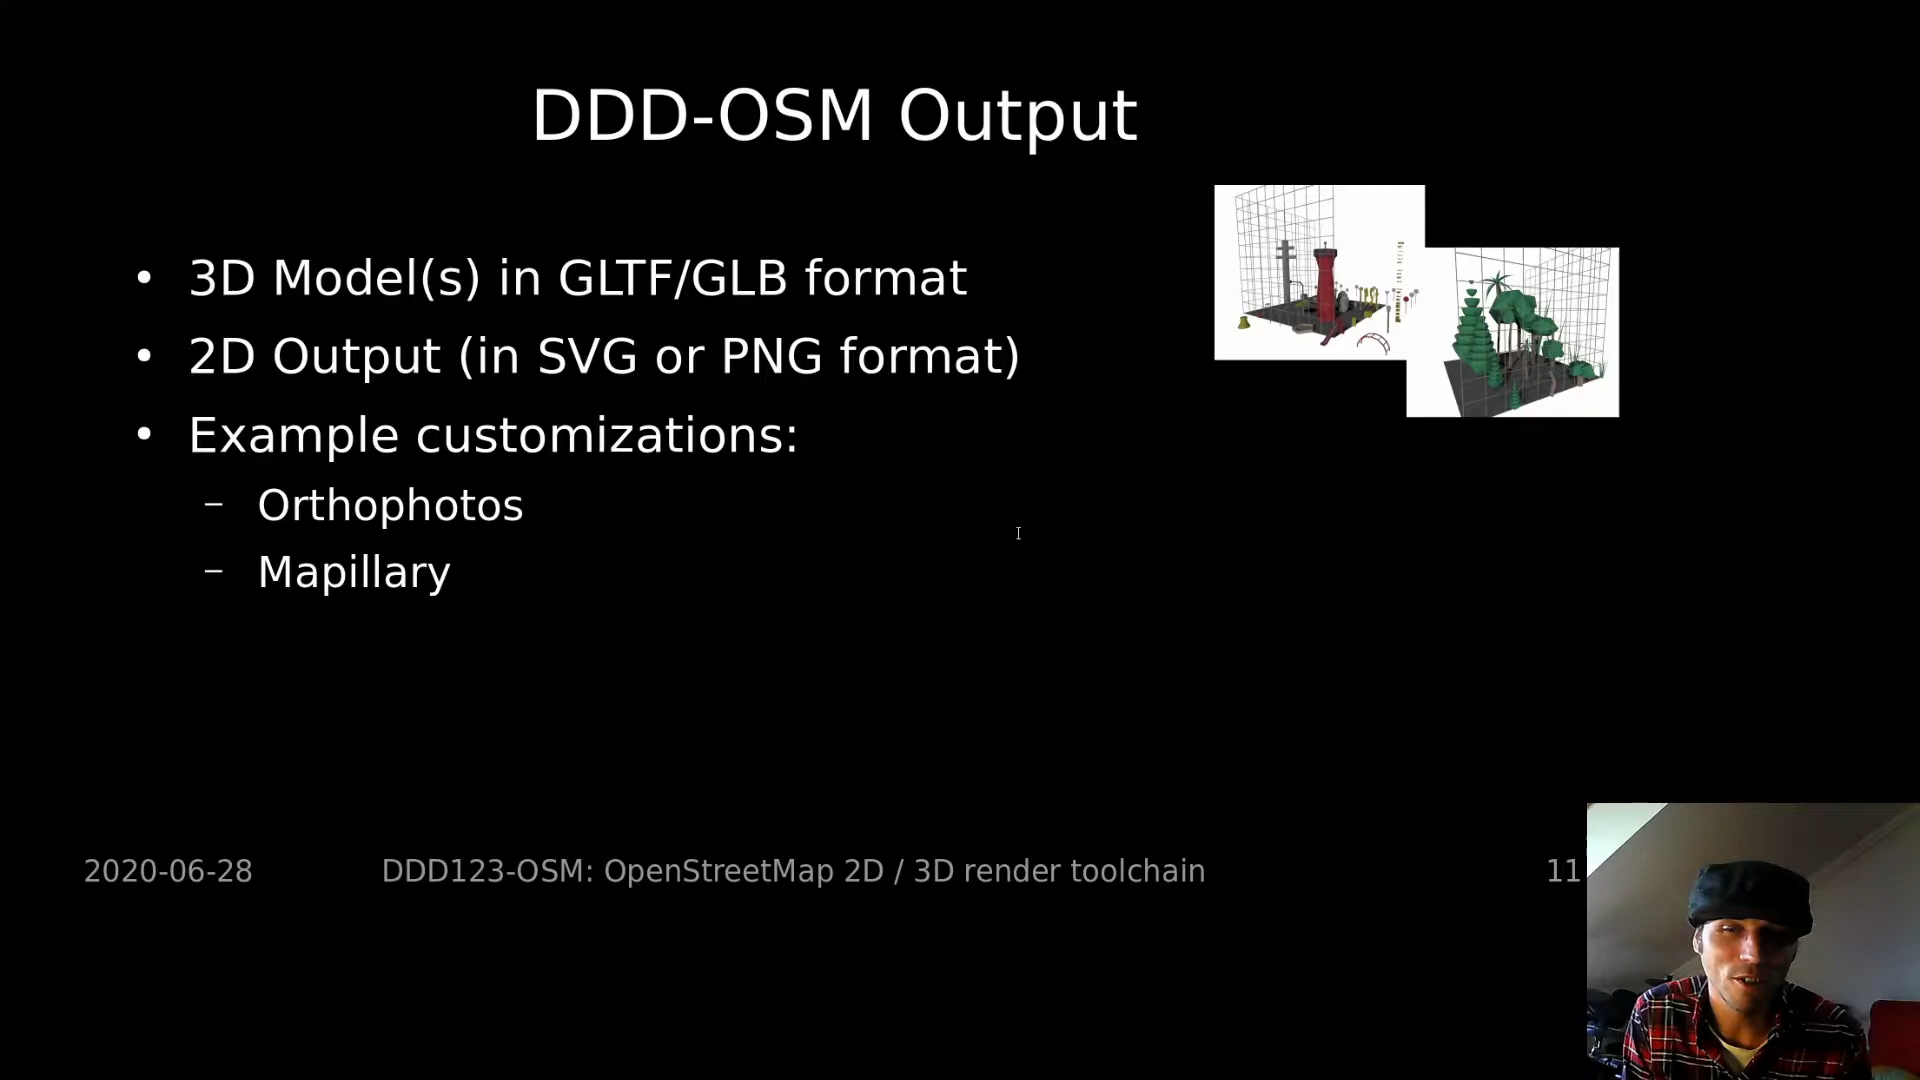 DDD-OSM Output
• 3D Model(s) in GLTF/GLB format
• 2D Output (in SVG or PNG format)
• Example customizations:
– Orthophotos
– Mapillary
2020-06-28 DDD123-OSM: OpenStreetMap 2D / 3D render toolchain 11